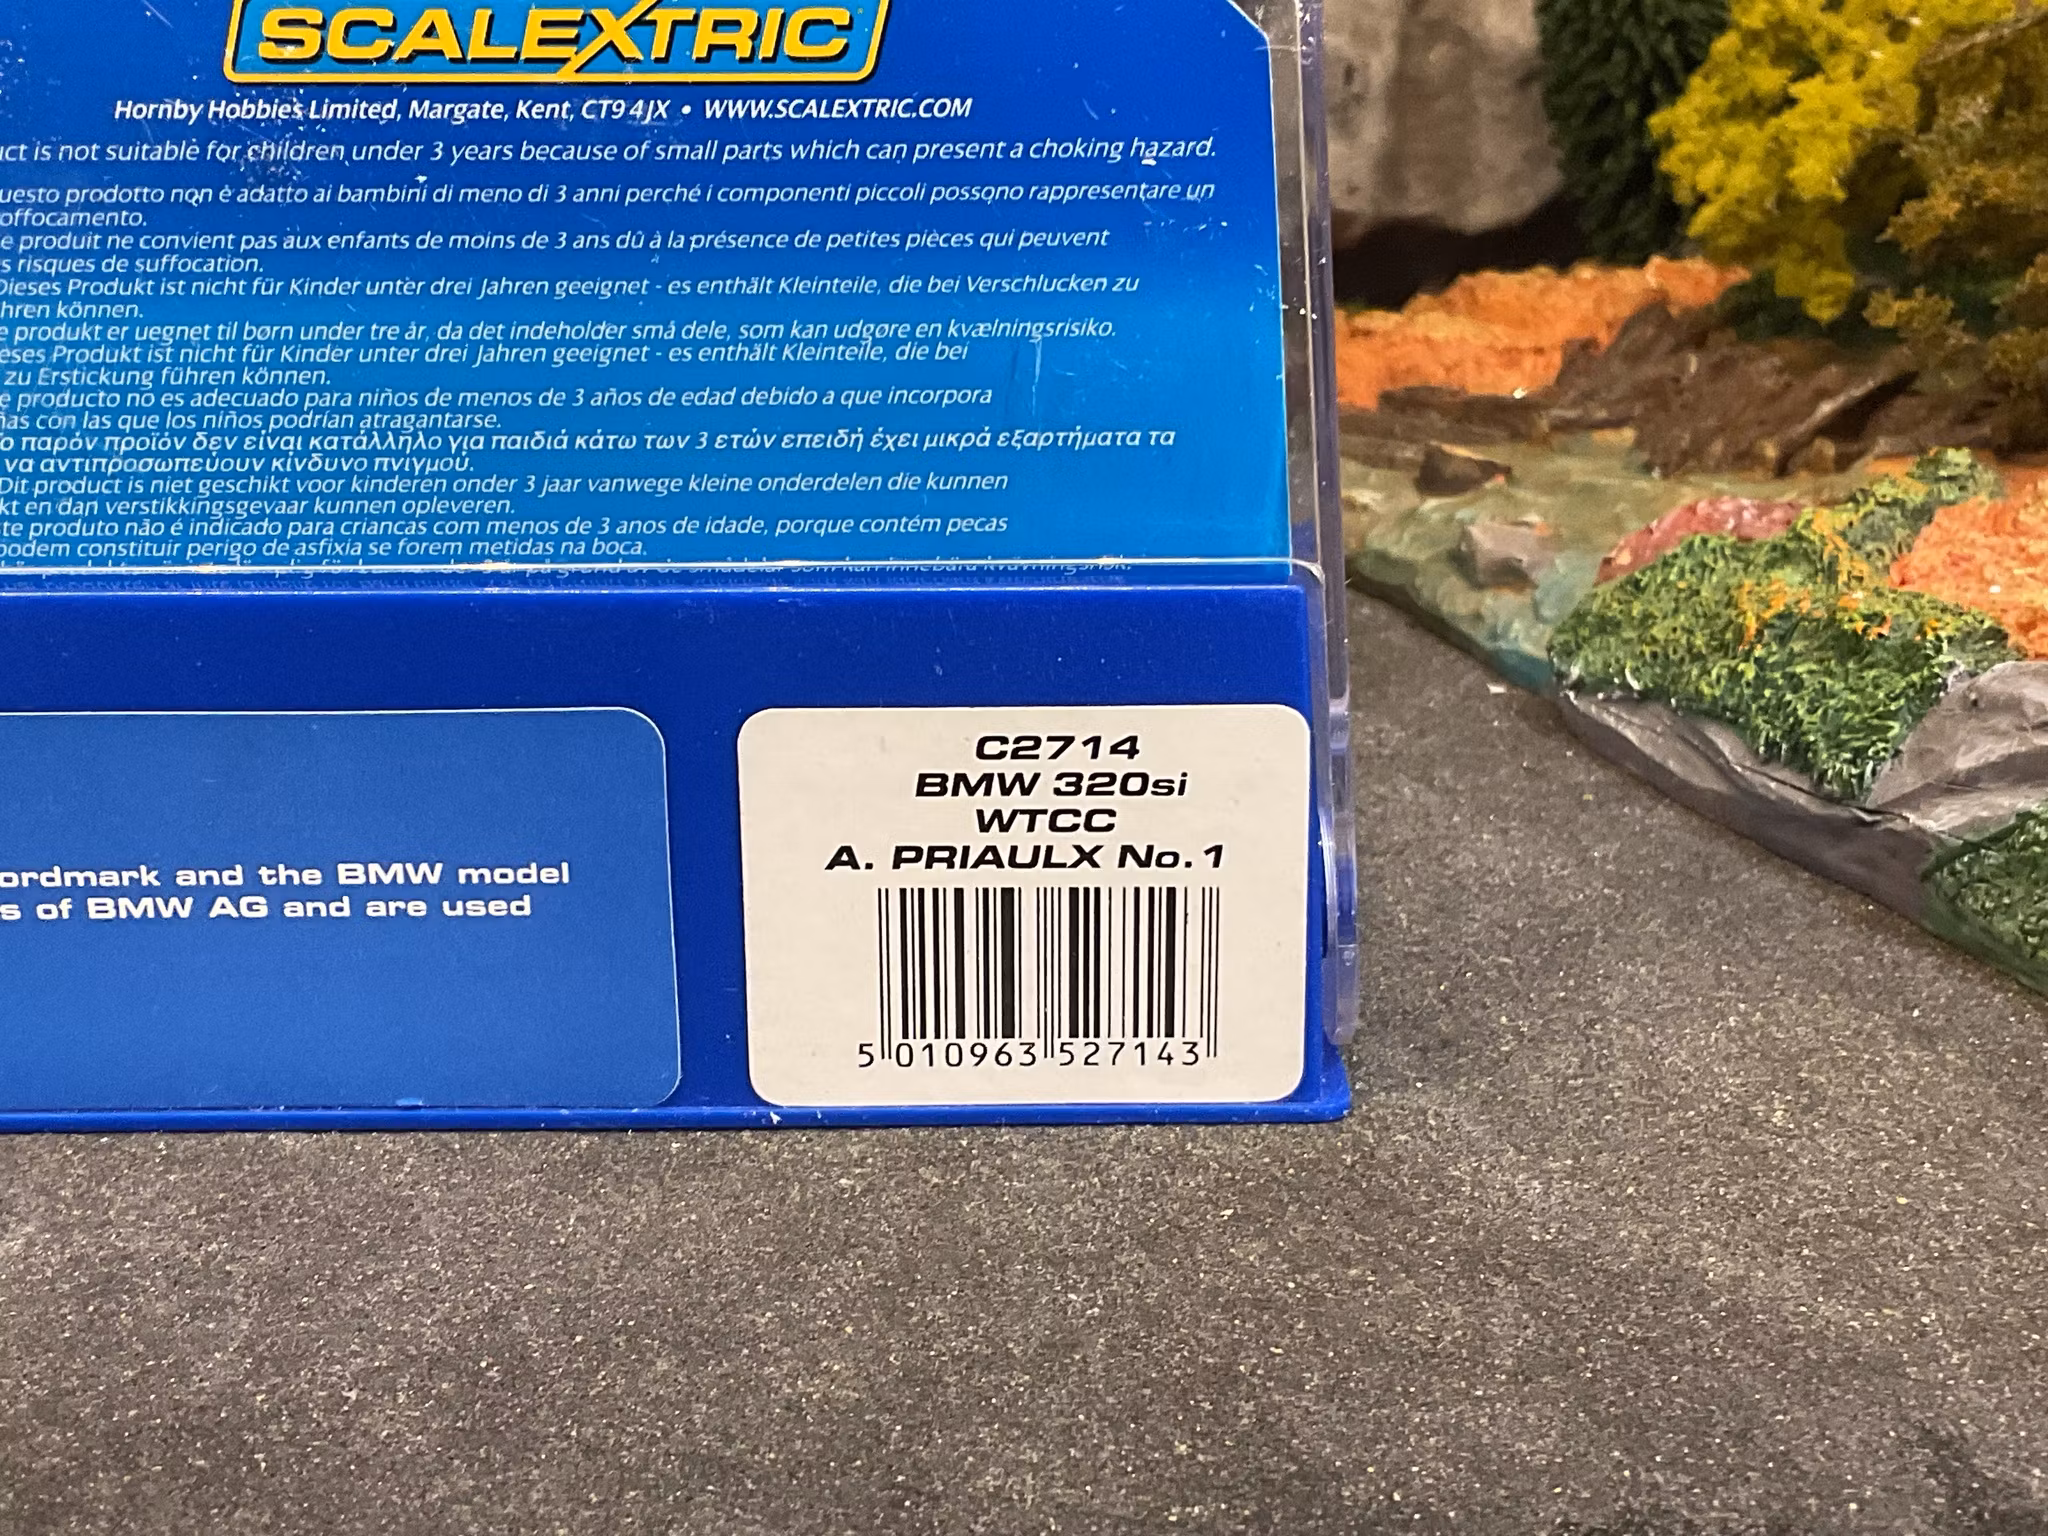 SCALEXTRIC
Hornby Hobbies Limited, Margate, Kent, CT9 4JX • WWW.SCALEXTRIC.COM
uct is not suitable for children under 3 years because of small parts which can present a choking hazard.
uesto prodotto non è adatto ai bambini di meno di 3 anni perché i componenti piccoli possono rappresentare un
offocamento.
e produit ne convient pas aux enfants de moins de 3 ans dû à la présence de petites pièces qui peuvent
s risques de suffocation.
Dieses Produkt ist nicht für Kinder unter drei Jahren geeignet - es enthält Kleinteile, die bei Verschlucken zu
hren können.
e produkt er uegnet til børn under tre år, da det indeholder små dele, som kan udgøre en kvælningsrisiko.
eses Produkt ist nicht für Kinder unter drei Jahren geeignet - es enthält Kleinteile, die bei
zu Erstickung führen können.
e producto no es adecuado para niños de menos de 3 años de edad debido a que incorpora
ñas con las que los niños podrían atragantarse.
ο παρόν προϊόν δεν είναι κατάλληλο για παιδιά κάτω των 3 ετών επειδή έχει μικρά εξαρτήματα τα
να αντιπροσωπεύουν κίνδυνο πνιγμού.
Dit product is niet geschikt voor kinderen onder 3 jaar vanwege kleine onderdelen die kunnen
kt en dan verstikkingsgevaar kunnen opleveren.
te produto não é indicado para criancas com menos de 3 anos de idade, porque contém pecas
podem constituir perigo de asfixia se forem metidas na boca.
ordmark and the BMW model
s of BMW AG and are used
C2714
BMW 320si
WTCC
A. PRIAULX No. 1
5 010963 527143